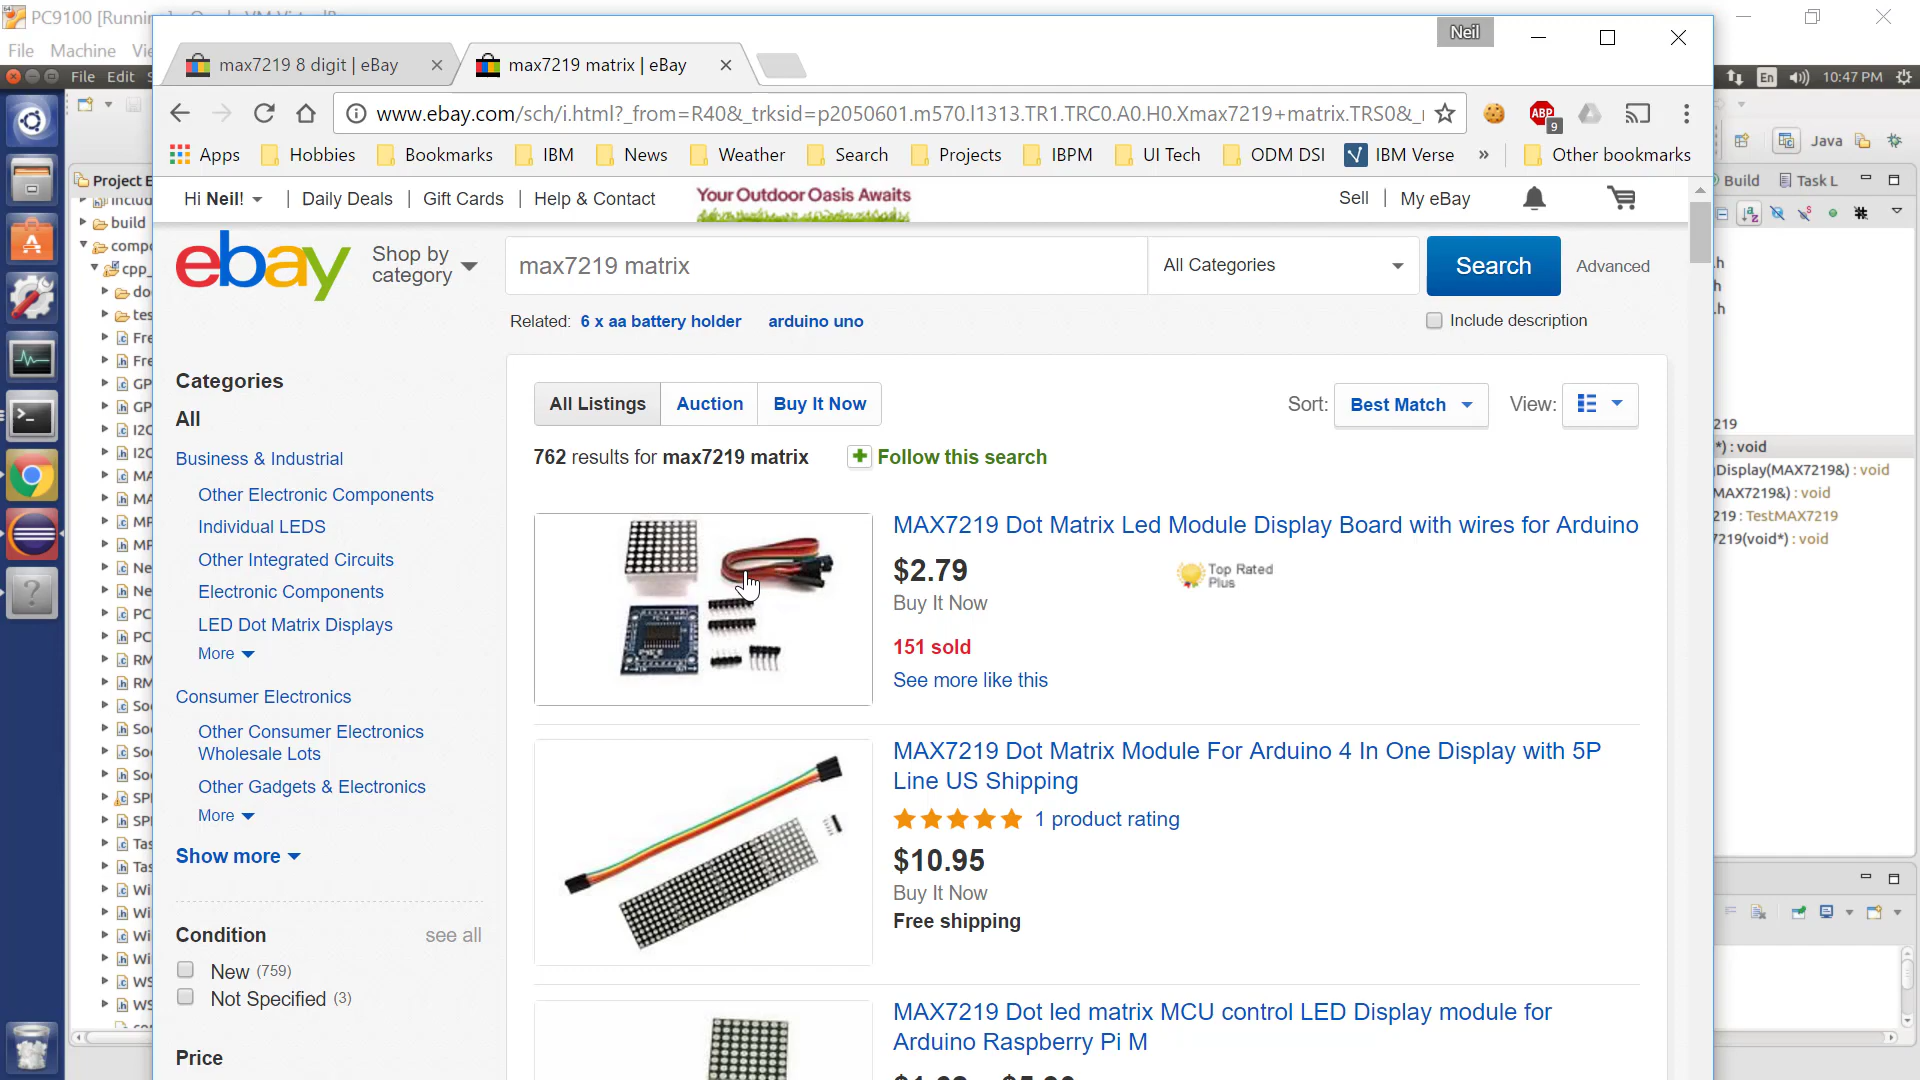 PC9100 [Running
Neil
File Machine
max7219 8 digit | eBay
max7219 matrix | eBay
File Edit
En
10:47 PM
www.ebay.com/sch/i.html?_from=R40&_trksid=p2050601.m570.l1313.TR1.TRC0.A0.H0.Xmax7219+matrix.TRS0&_
ABP
9
Apps Hobbies Bookmarks IBM News Weather Search Projects IBPM UI Tech ODM DSI IBM Verse » Other bookmarks
Java
Project E
Build
Task L
Hi Neil! | Daily Deals | Gift Cards | Help & Contact
Your Outdoor Oasis Awaits
Sell | My eBay
build
ebay
Shop by
category
max7219 matrix
All Categories
Search
Advanced
Related: 6 x aa battery holder arduino uno
Include description
cpp_
Categories
All
Business & Industrial
Other Electronic Components
Individual LEDS
Other Integrated Circuits
Electronic Components
LED Dot Matrix Displays
More
Consumer Electronics
Other Consumer Electronics
Wholesale Lots
Other Gadgets & Electronics
More
Show more
Condition see all
New (759)
Not Specified (3)
Price
All Listings Auction Buy It Now
Sort: Best Match
View:
762 results for max7219 matrix
Follow this search
MAX7219 Dot Matrix Led Module Display Board with wires for Arduino
$2.79
Buy It Now
Top Rated
Plus
151 sold
See more like this
MAX7219 Dot Matrix Module For Arduino 4 In One Display with 5P
Line US Shipping
1 product rating
$10.95
Buy It Now
Free shipping
MAX7219 Dot led matrix MCU control LED Display module for
Arduino Raspberry Pi M
*) : void
Display(MAX7219&) : void
MAX7219&) : void
219 : TestMAX7219
7219(void*) : void